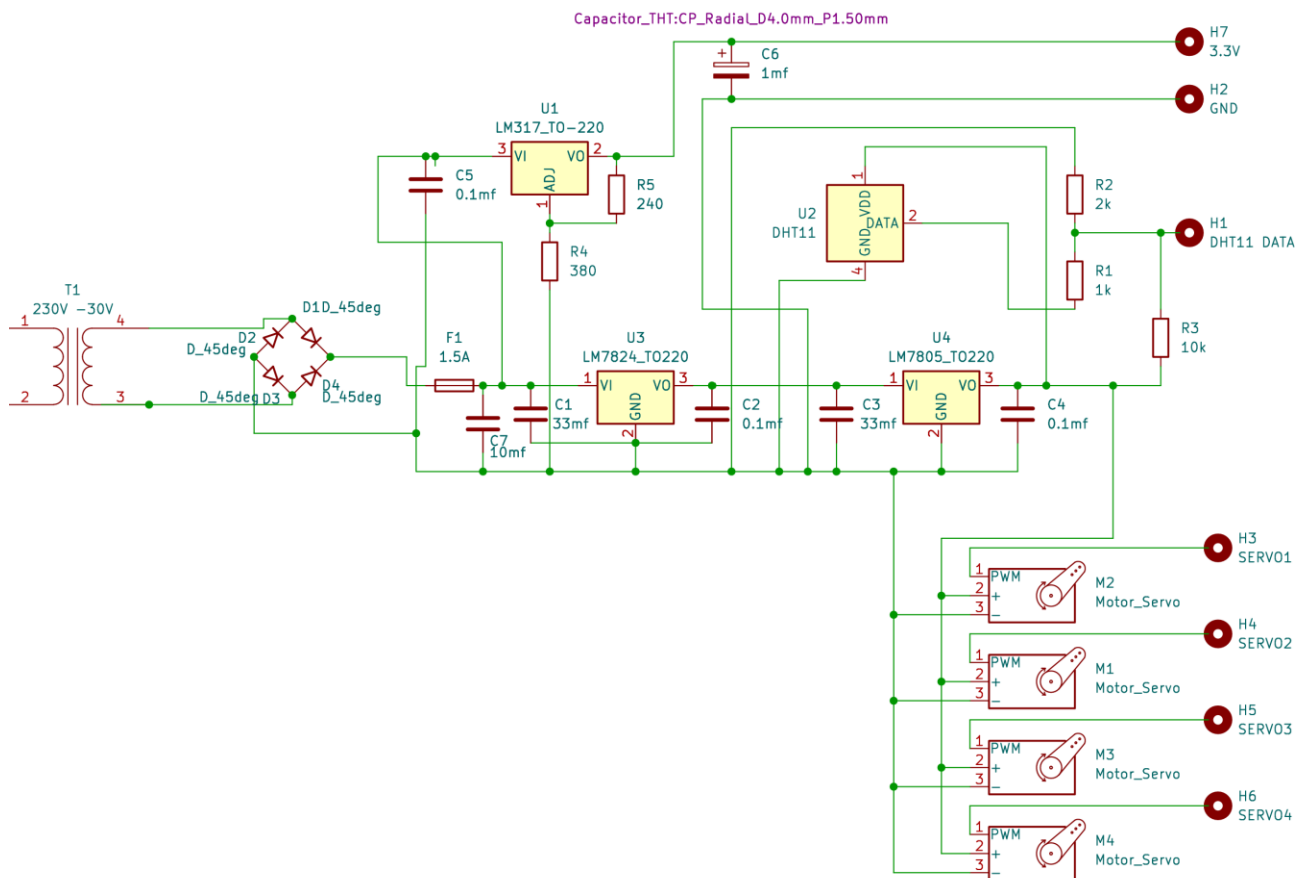 Capacitor_THT:CP_Radial_D4.0mm_P1.50mm
H7
3.3V
+
C6
1mf
H2
GND
U1
LM317_TO-220
3
VI
VO
2
ADJ
1
C5
0.1mf
R5
240
R4
380
U2
DHT11
1
GND_VDD
DATA
2
4
R2
2k
H1
DHT11 DATA
R1
1k
R3
10k
T1
230V -30V
1
4
2
3
D1D_45deg
D2
D_45deg
D4
D_45deg
D_45deg
D3
F1
1.5A
U3
LM7824_TO220
1
VI
VO
3
GND
2
C1
33mf
C7
10mf
C2
0.1mf
C3
33mf
U4
LM7805_TO220
1
VI
VO
3
GND
2
C4
0.1mf
H3
SERVO1
1
PWM
2
+
3
-
M2
Motor_Servo
H4
SERVO2
1
PWM
2
+
3
-
M1
Motor_Servo
H5
SERVO3
1
PWM
2
+
3
-
M3
Motor_Servo
H6
SERVO4
1
PWM
2
+
3
-
M4
Motor_Servo